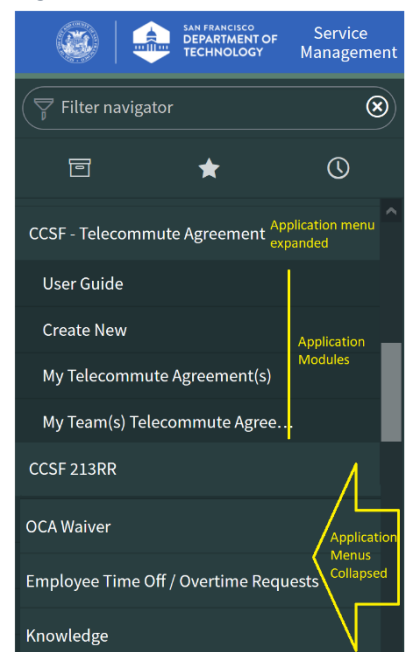 SAN FRANCISCO
DEPARTMENT OF
TECHNOLOGY
Service
Management
Filter navigator
CCSF - Telecommute Agreement
Application menu
expanded
User Guide
Create New
My Telecommute Agreement(s)
My Team(s) Telecommute Agree...
Application
Modules
CCSF 213RR
OCA Waiver
Employee Time Off / Overtime Requests
Knowledge
Application
Menus
Collapsed